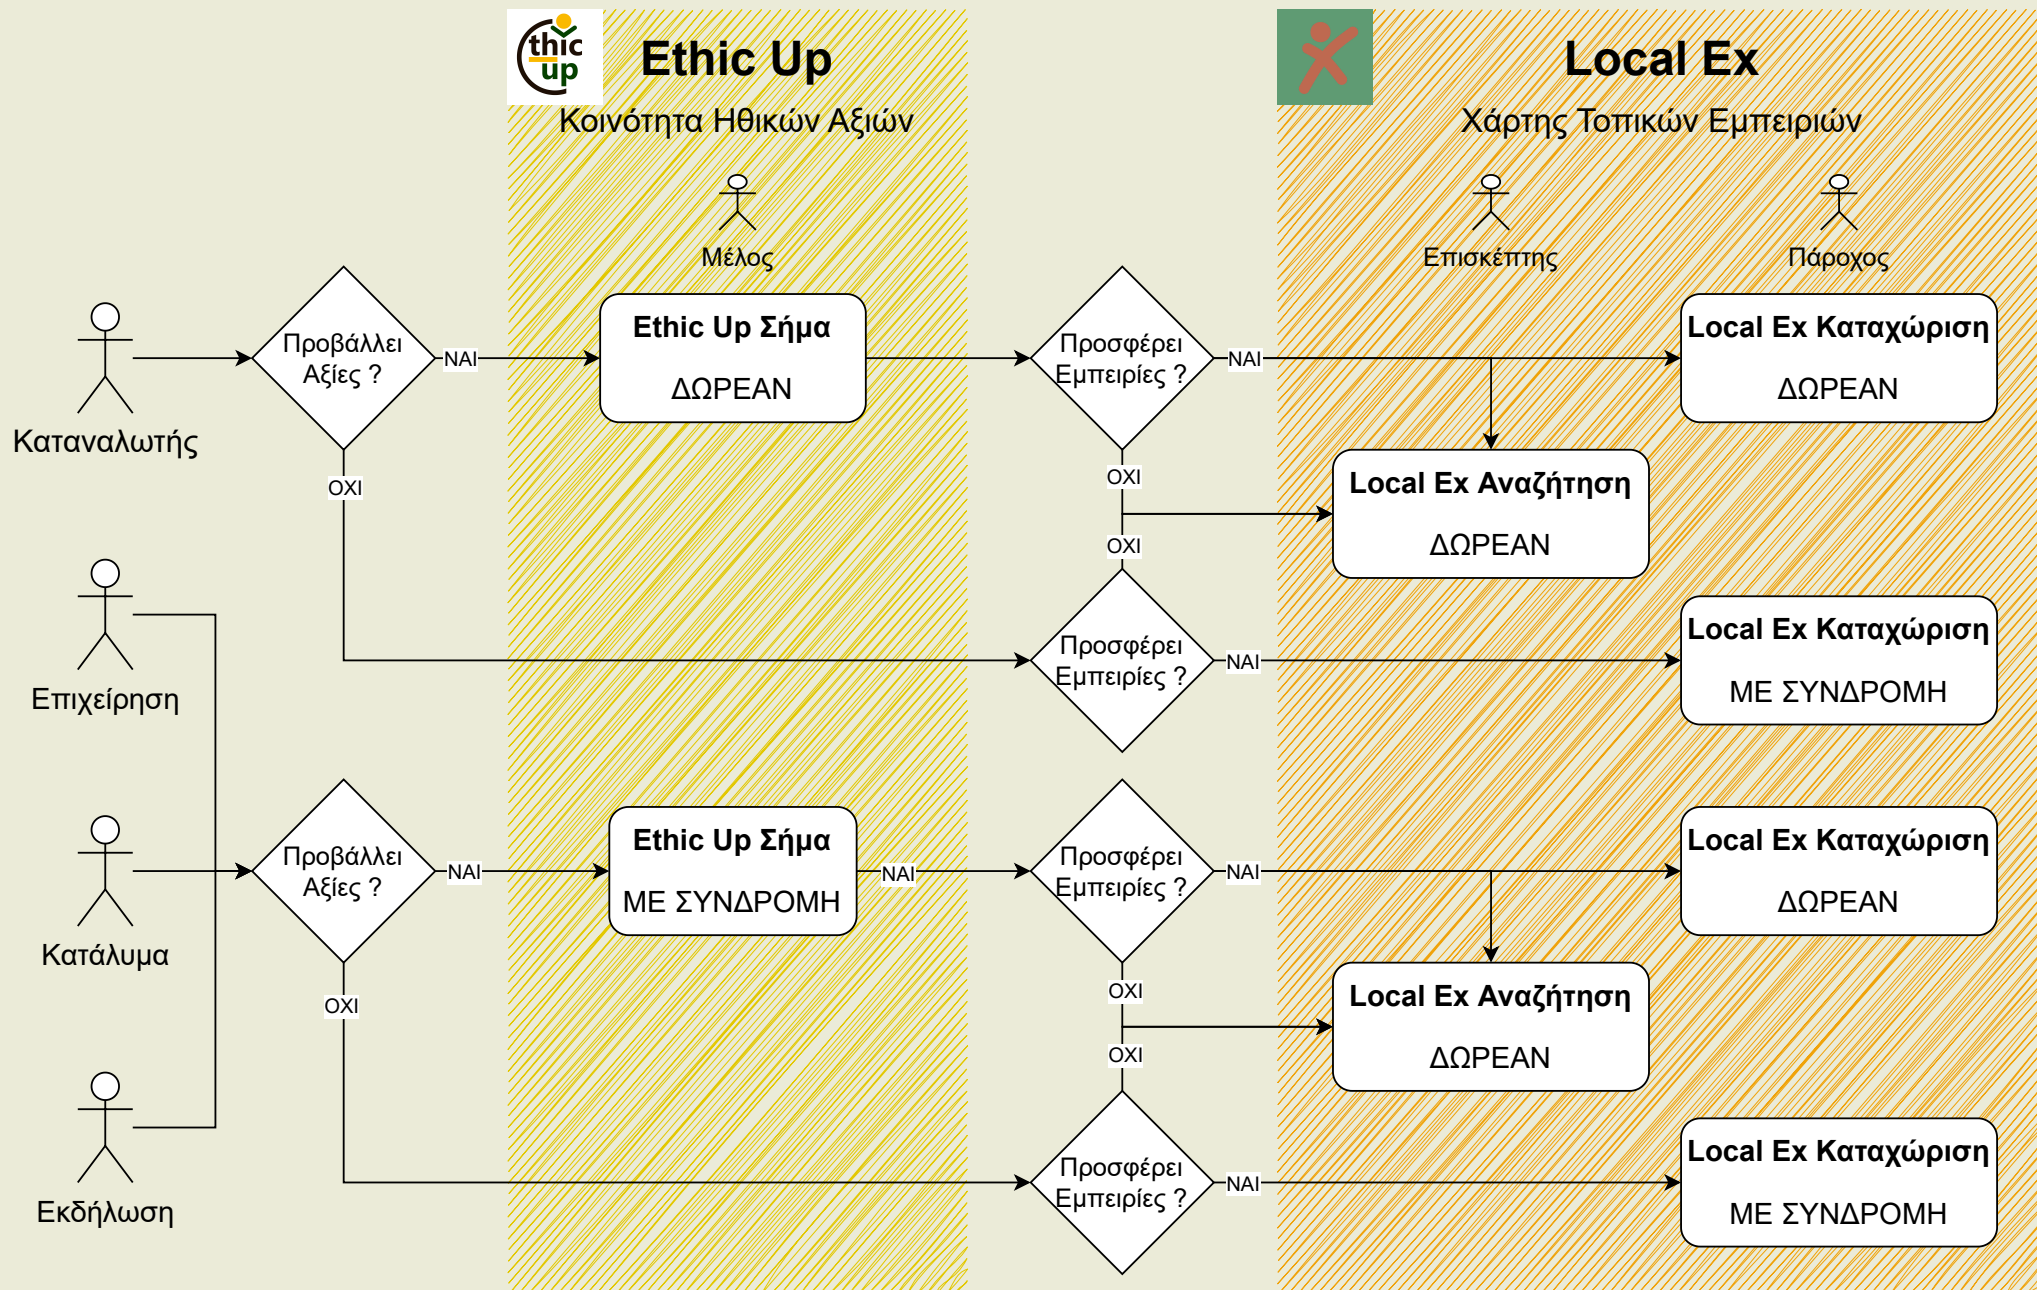 thic
up
Ethic Up
Κοινότητα Ηθικών Αξιών
Local Ex
Χάρτης Τοπικών Εμπειριών
Μέλος
Επισκέπτης
Πάροχος
Καταναλωτής
Προβάλλει
Αξίες ?
ΝΑΙ
ΟΧΙ
Ethic Up Σήμα
ΔΩΡΕΑΝ
Προσφέρει
Εμπειρίες ?
ΝΑΙ
ΟΧΙ
Local Ex Καταχώριση
ΔΩΡΕΑΝ
Local Ex Αναζήτηση
ΔΩΡΕΑΝ
Επιχείρηση
ΟΧΙ
Προσφέρει
Εμπειρίες ?
ΝΑΙ
Local Ex Καταχώριση
ΜΕ ΣΥΝΔΡΟΜΗ
Κατάλυμα
Προβάλλει
Αξίες ?
ΝΑΙ
ΟΧΙ
Ethic Up Σήμα
ΜΕ ΣΥΝΔΡΟΜΗ
ΝΑΙ
Προσφέρει
Εμπειρίες ?
ΝΑΙ
ΟΧΙ
Local Ex Καταχώριση
ΔΩΡΕΑΝ
Local Ex Αναζήτηση
ΔΩΡΕΑΝ
Εκδήλωση
ΟΧΙ
Προσφέρει
Εμπειρίες ?
ΝΑΙ
Local Ex Καταχώριση
ΜΕ ΣΥΝΔΡΟΜΗ